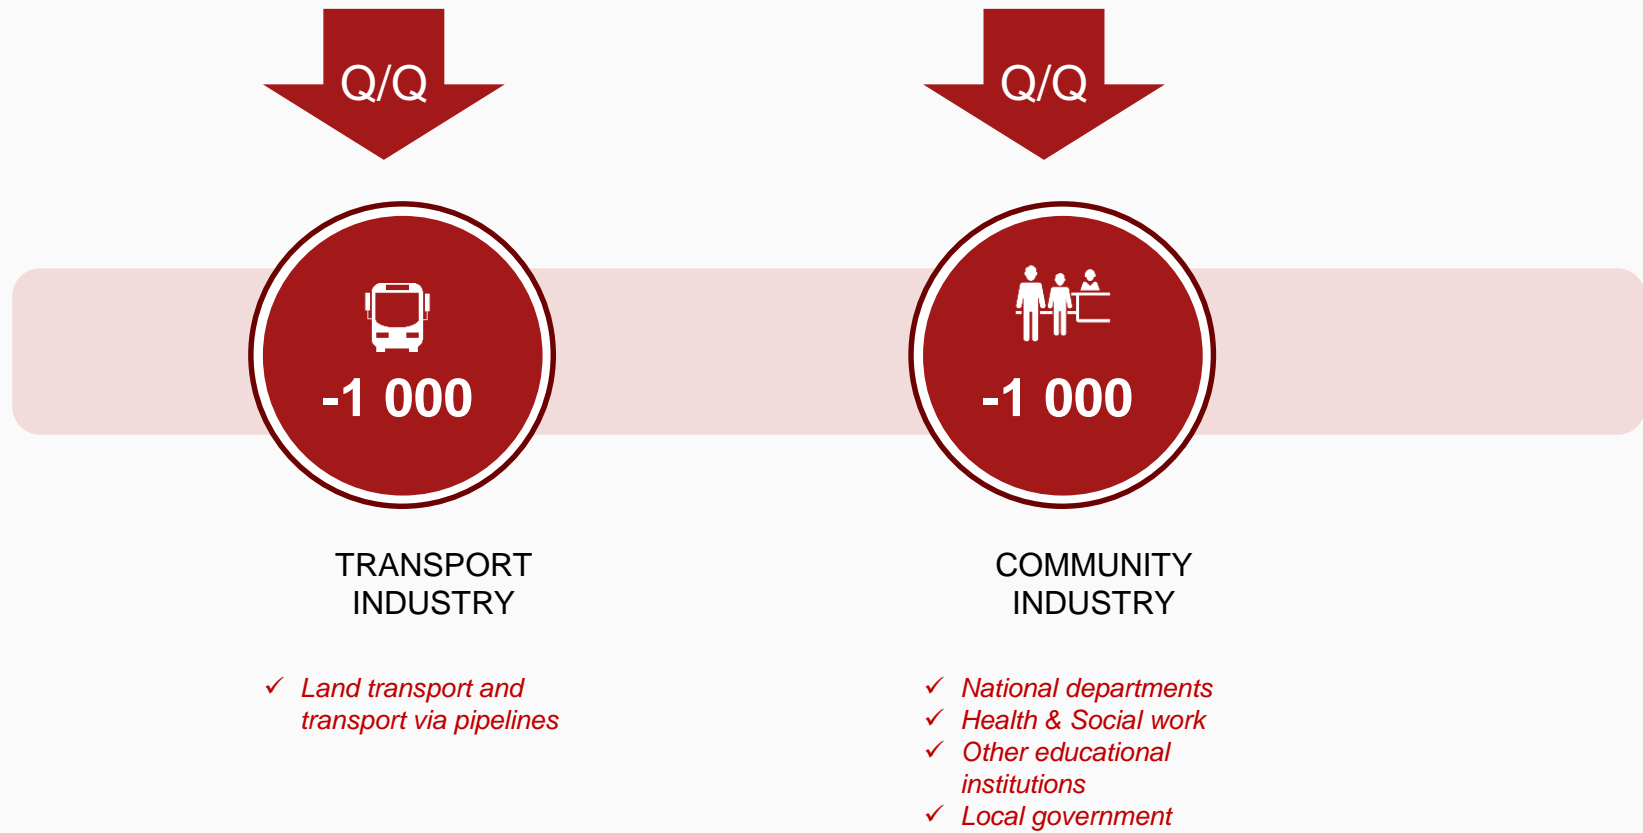 Q/Q
Q/Q
-1 000
-1 000
TRANSPORT
INDUSTRY
COMMUNITY
INDUSTRY
✓ Land transport and
transport via pipelines
✓ National departments
✓ Health & Social work
✓ Other educational
institutions
✓ Local government